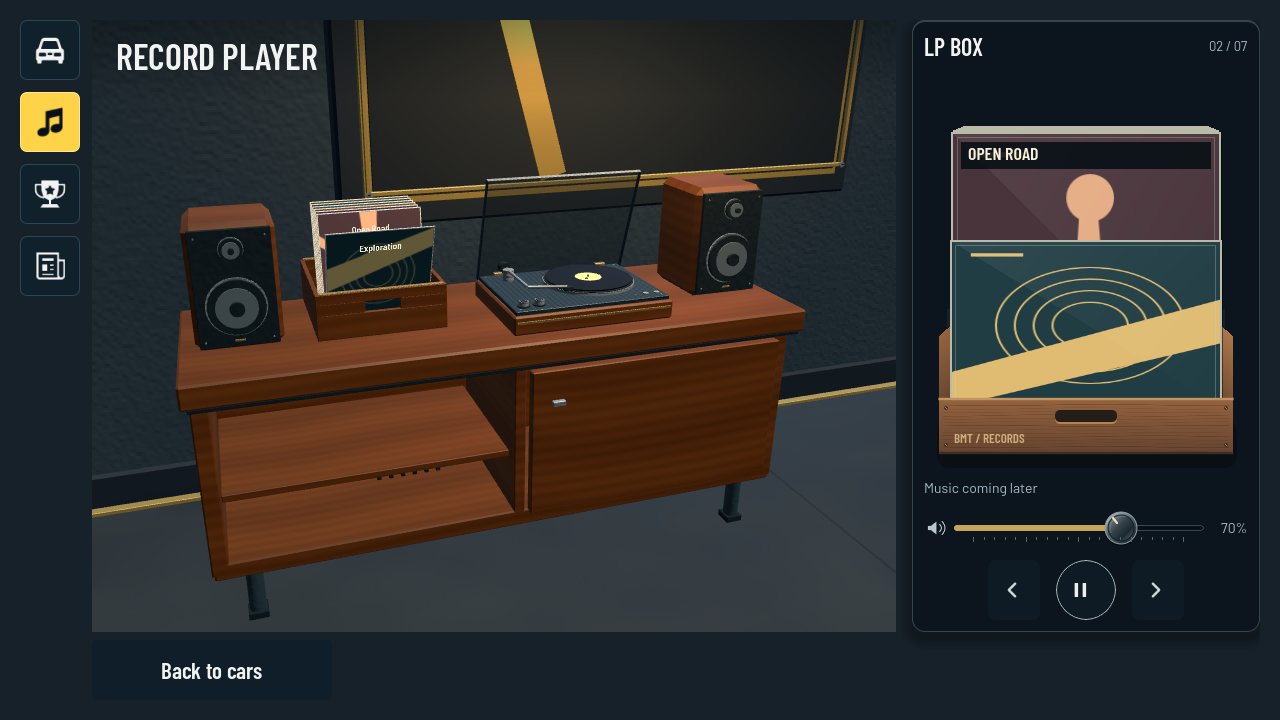 RECORD PLAYER
LP BOX
02 / 07
Open Road
Exploration
OPEN ROAD
BMT / RECORDS
Music coming later
70%
Back to cars